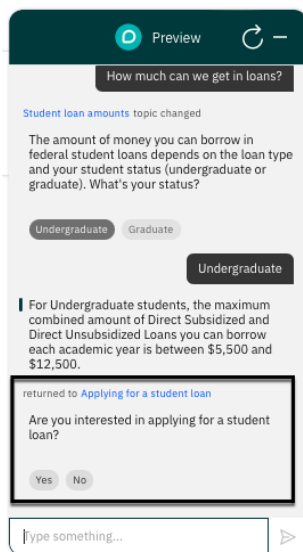 Preview
How much can we get in loans?
Student loan amounts topic changed
The amount of money you can borrow in
federal student loans depends on the loan type
and your student status (undergraduate or
graduate). What's your status?
Undergraduate Graduate
Undergraduate
For Undergraduate students, the maximum
combined amount of Direct Subsidized and
Direct Unsubsidized Loans you can borrow
each academic year is between $5,500 and
$12,500.
returned to Applying for a student loan
Are you interested in applying for a student
loan?
Yes No
Type something...